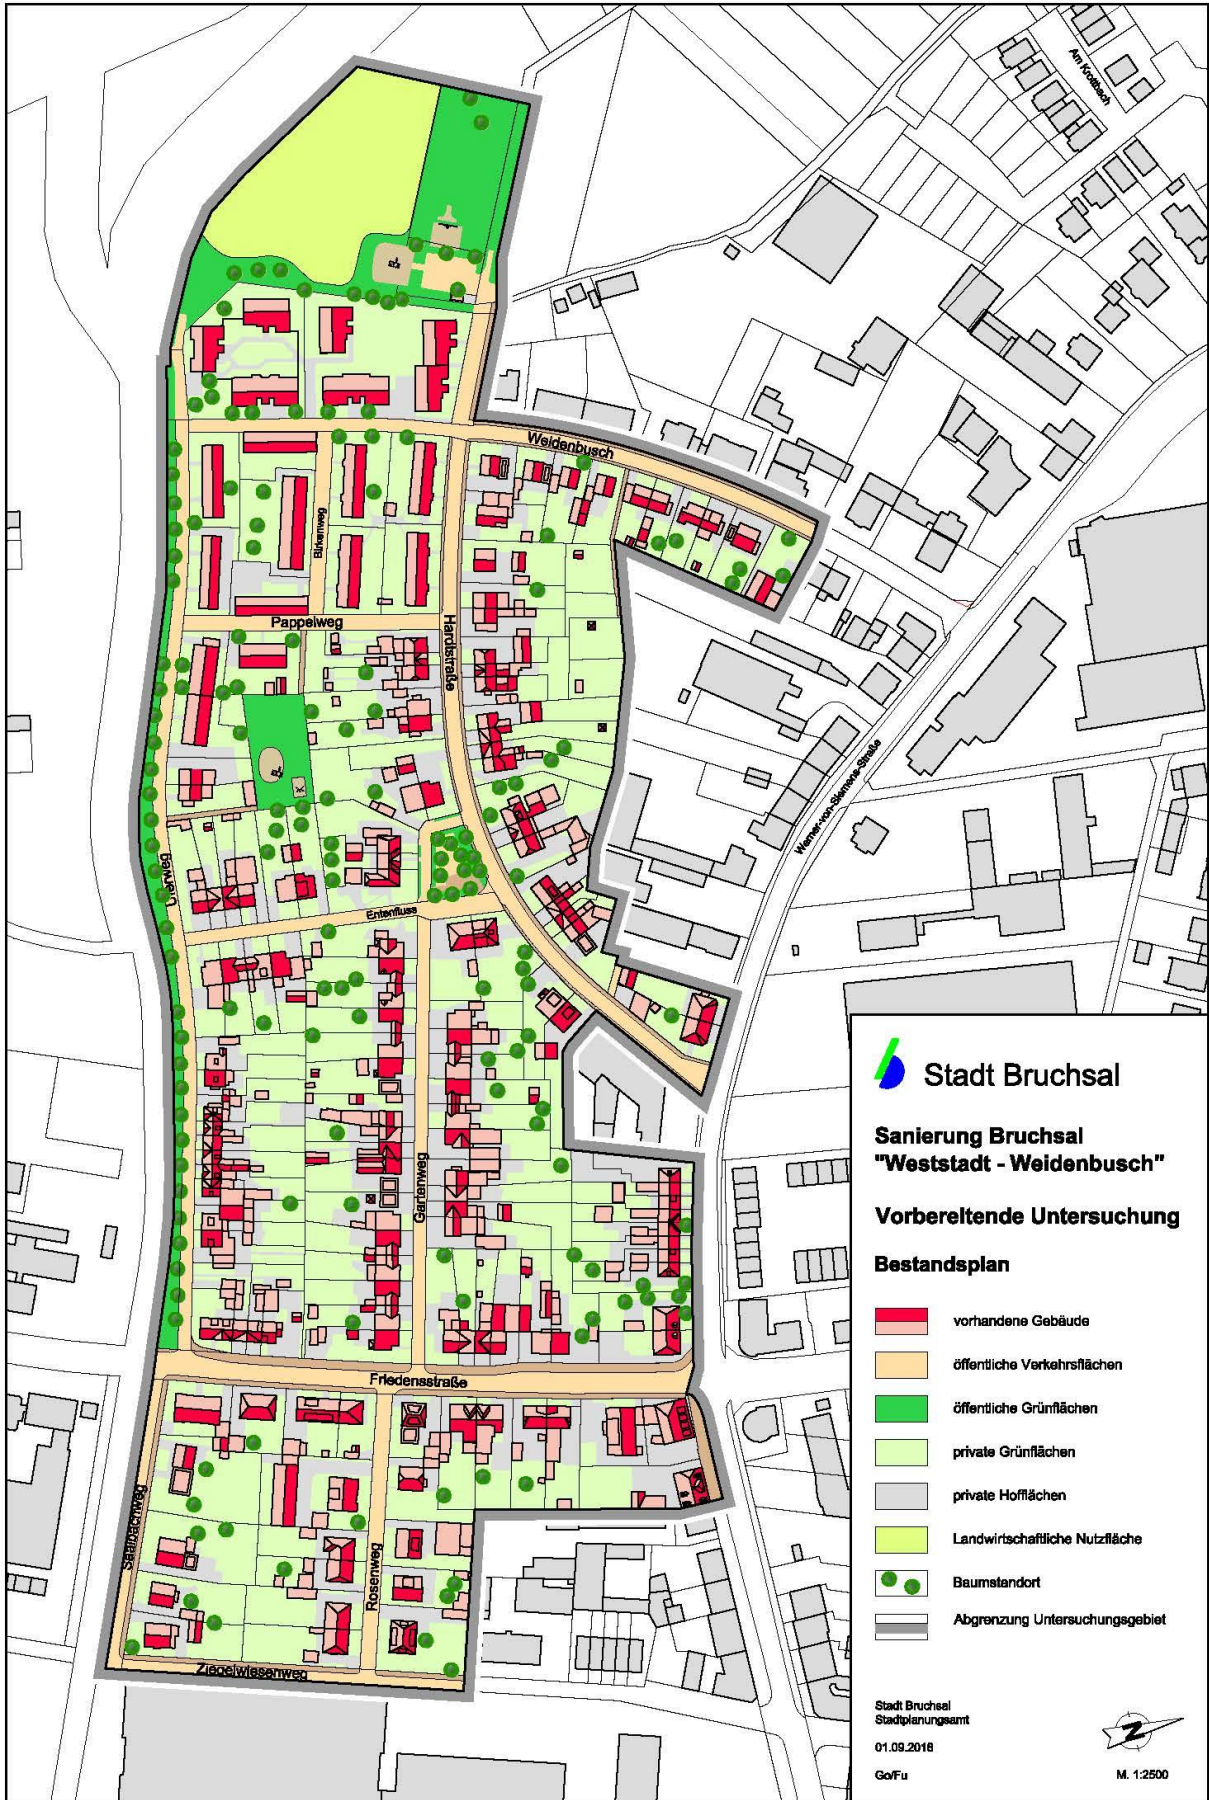 Am Krottbach
Weidenbusch
Birkenweg
Pappelweg
Hardtstraße
Werner-von-Siemens-Straße
Uferweg
Entenfluss
Gartenweg
Friedensstraße
Saalbachweg
Rosenweg
Ziegelwiesenweg
Stadt Bruchsal
Sanierung Bruchsal
"Weststadt - Weidenbusch"
Vorbereitende Untersuchung
Bestandsplan
vorhandene Gebäude
öffentliche Verkehrsflächen
öffentliche Grünflächen
private Grünflächen
private Hofflächen
Landwirtschaftliche Nutzfläche
Baumstandort
Abgrenzung Untersuchungsgebiet
Stadt Bruchsal
Stadtplanungsamt
01.09.2016
Go/Fu
N
M. 1:2500